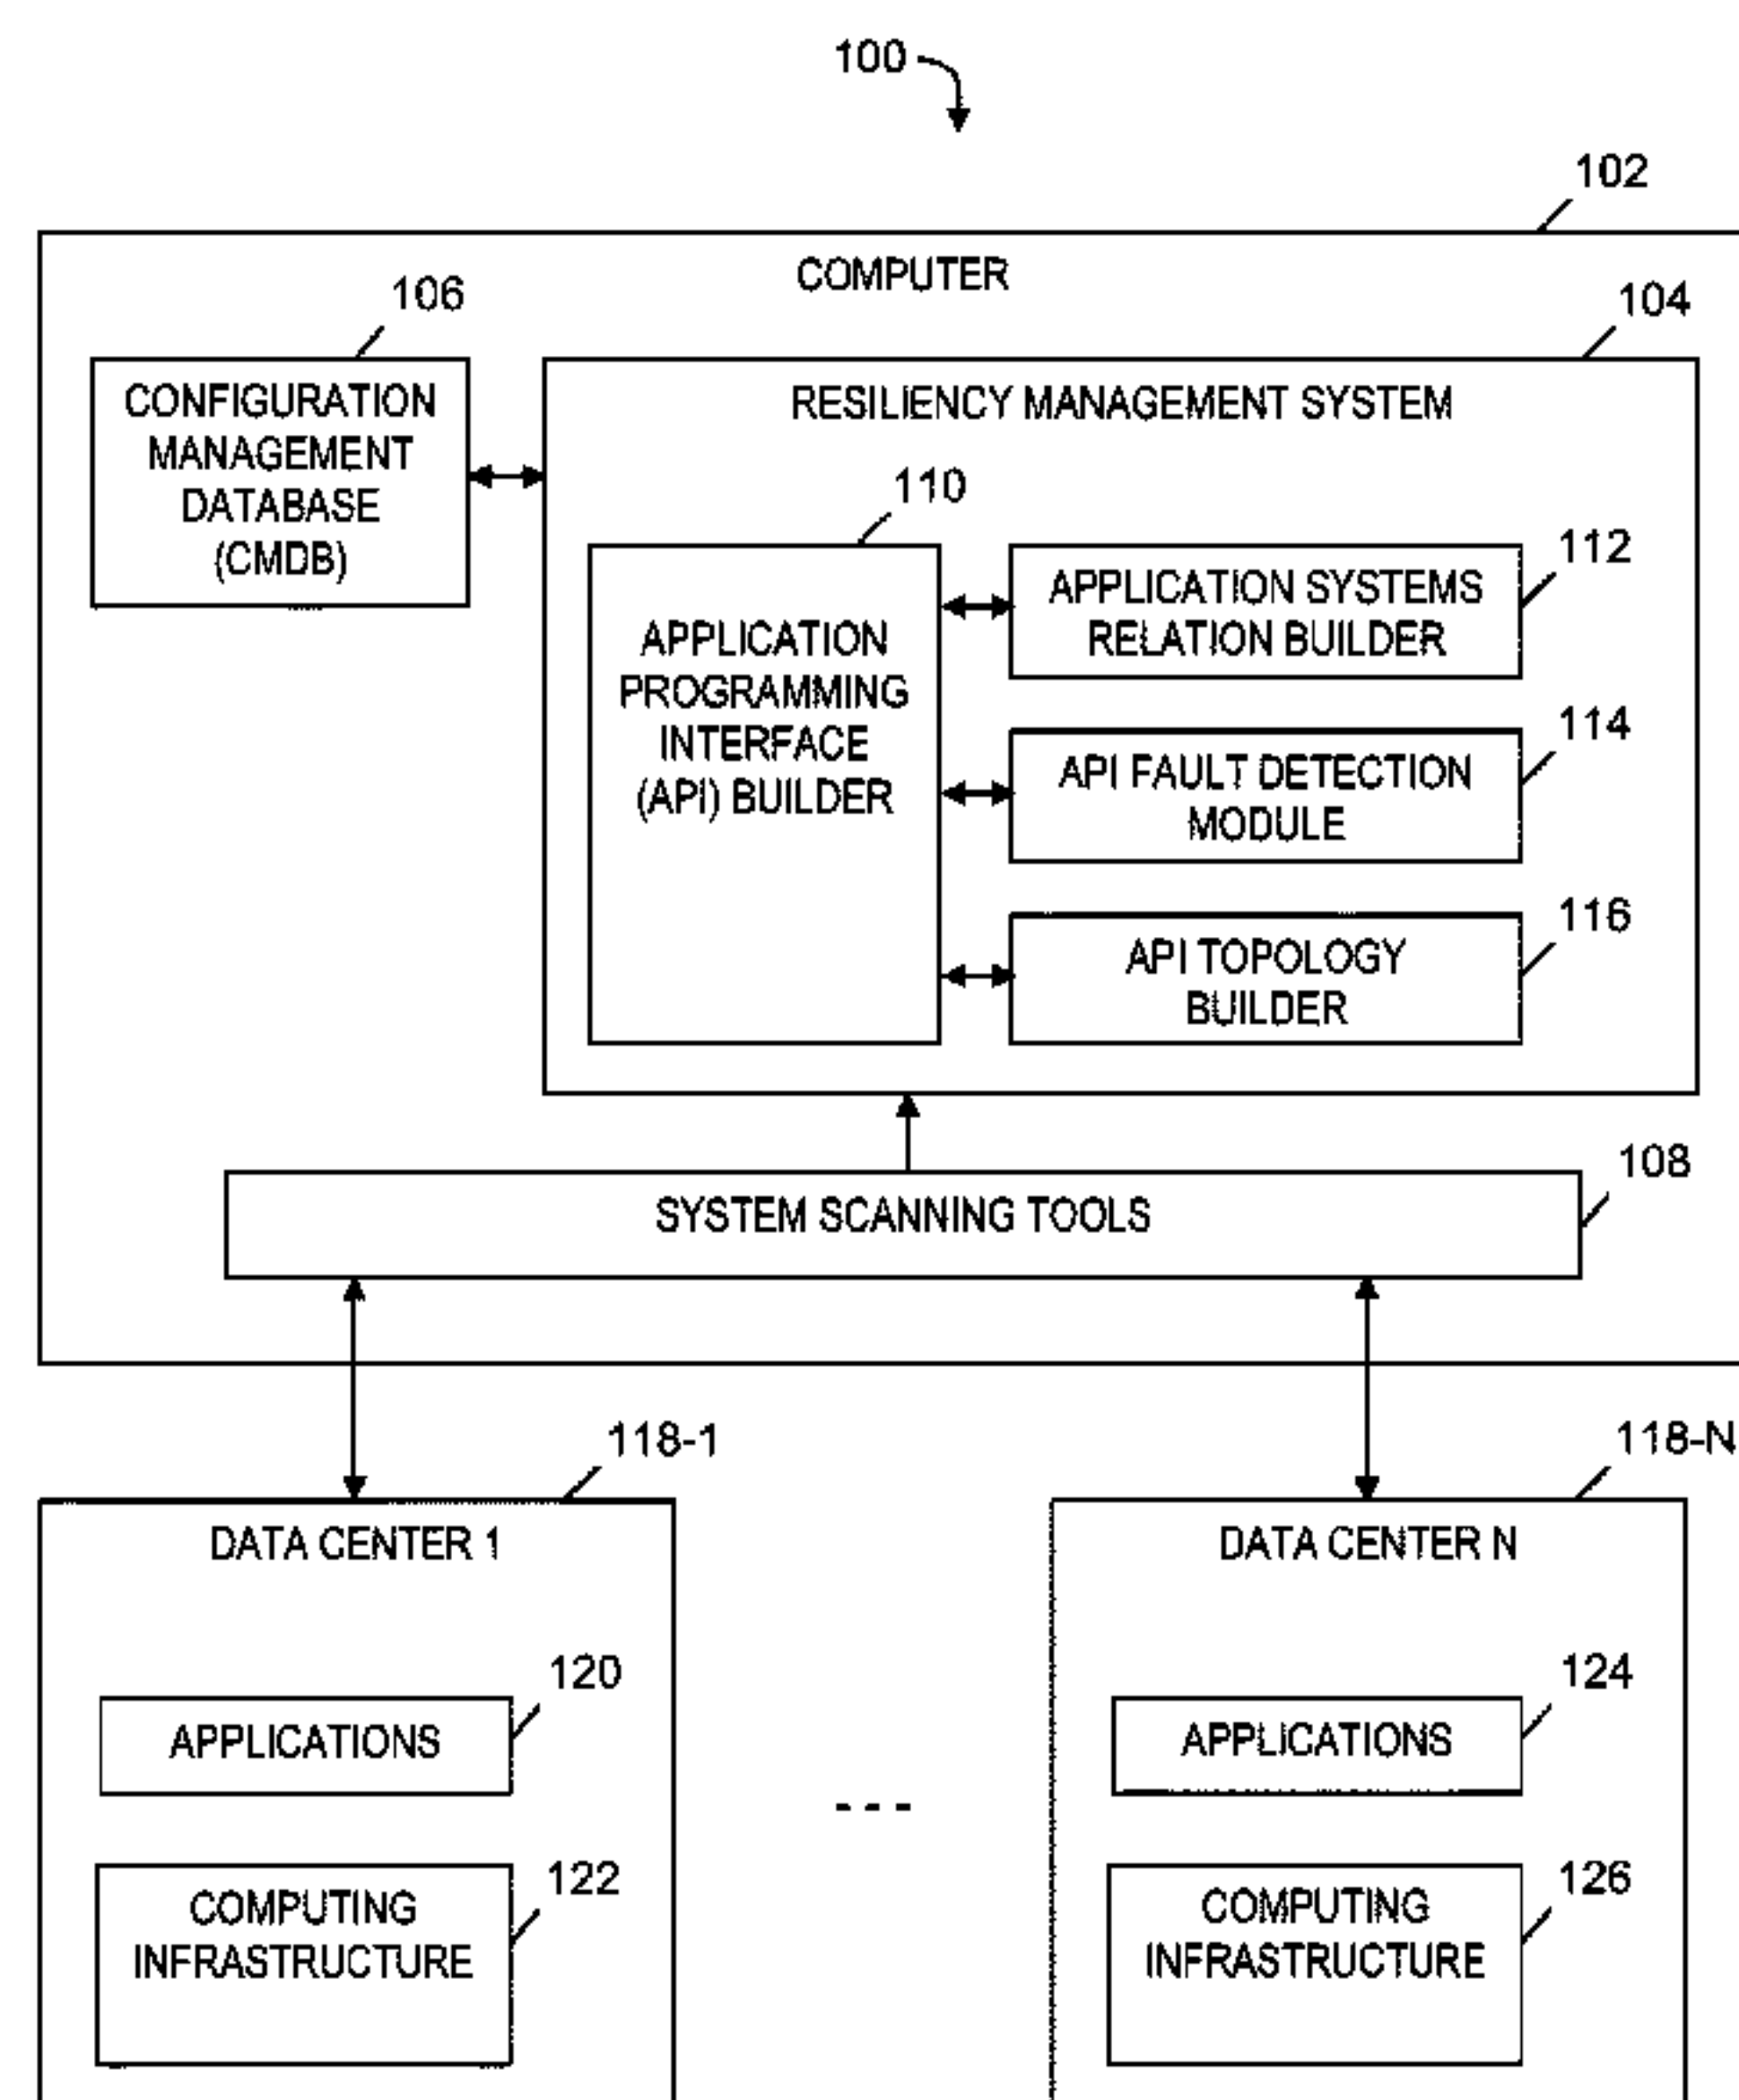 100
102
COMPUTER
106
104
CONFIGURATION
MANAGEMENT
DATABASE
(CMDB)
RESILIENCY MANAGEMENT SYSTEM
110
APPLICATION
PROGRAMMING
INTERFACE
(API) BUILDER
112
APPLICATION SYSTEMS
RELATION BUILDER
114
API FAULT DETECTION
MODULE
116
API TOPOLOGY
BUILDER
108
SYSTEM SCANNING TOOLS
118-1
DATA CENTER 1
120
APPLICATIONS
122
COMPUTING
INFRASTRUCTURE
- - -
118-N
DATA CENTER N
124
APPLICATIONS
126
COMPUTING
INFRASTRUCTURE